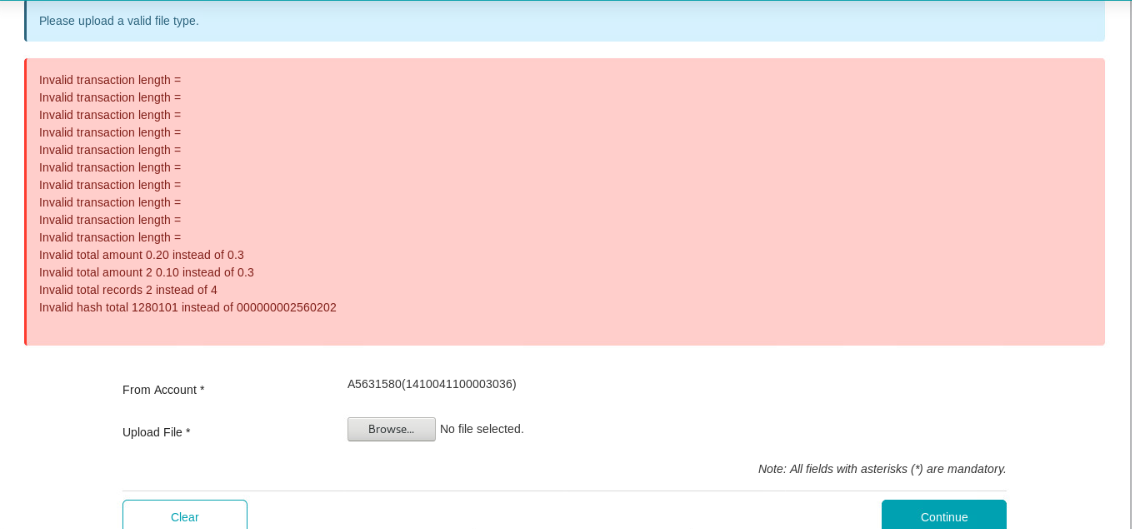 Please upload a valid file type.
Invalid transaction length =
Invalid transaction length =
Invalid transaction length =
Invalid transaction length =
Invalid transaction length =
Invalid transaction length =
Invalid transaction length =
Invalid transaction length =
Invalid transaction length =
Invalid transaction length =
Invalid total amount 0.20 instead of 0.3
Invalid total amount 2 0.10 instead of 0.3
Invalid total records 2 instead of 4
Invalid hash total 1280101 instead of 000000002560202
From Account * A5631580(1410041100003036)
Upload File * Browse... No file selected.
Note: All fields with asterisks (*) are mandatory.
Clear Continue